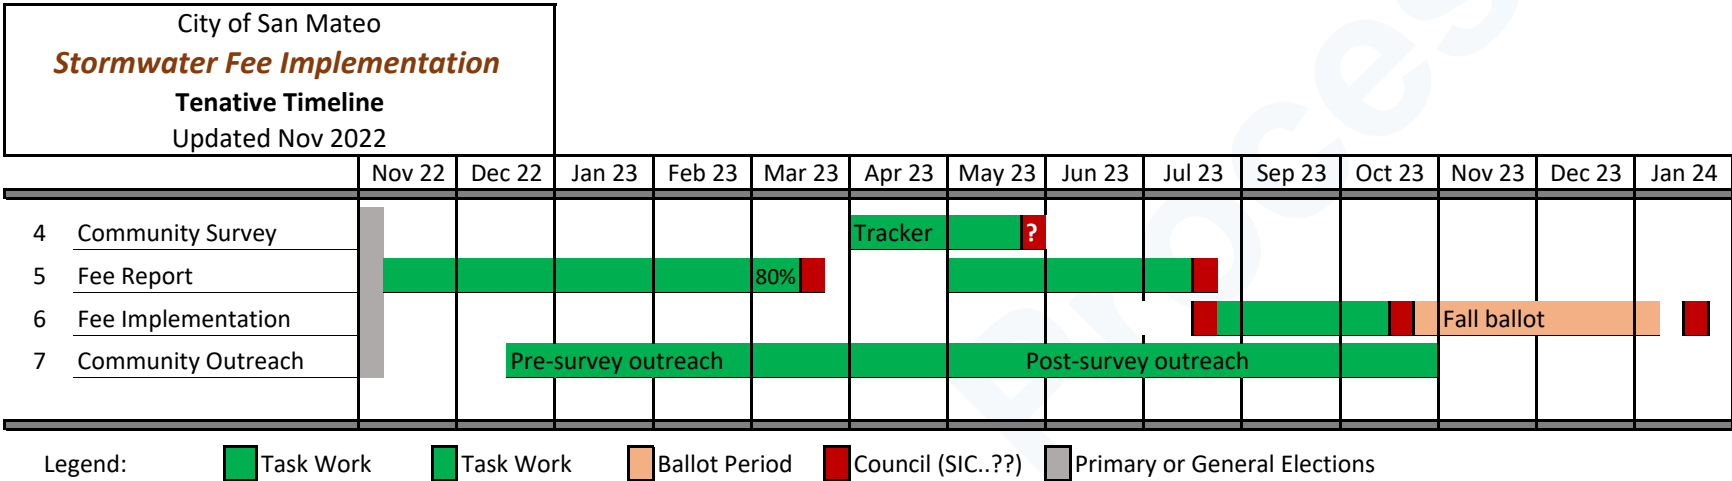 City of San Mateo
Stormwater Fee Implementation
Tenative Timeline
Updated Nov 2022
Nov 22 Dec 22 Jan 23 Feb 23 Mar 23 Apr 23 May 23 Jun 23 Jul 23 Sep 23 Oct 23 Nov 23 Dec 23 Jan 24
4 Community Survey Tracker ?
5 Fee Report 80%
6 Fee Implementation Fall ballot
7 Community Outreach Pre-survey outreach Post-survey outreach
Legend: Task Work Task Work Ballot Period Council (SIC..??) Primary or General Elections
Proces